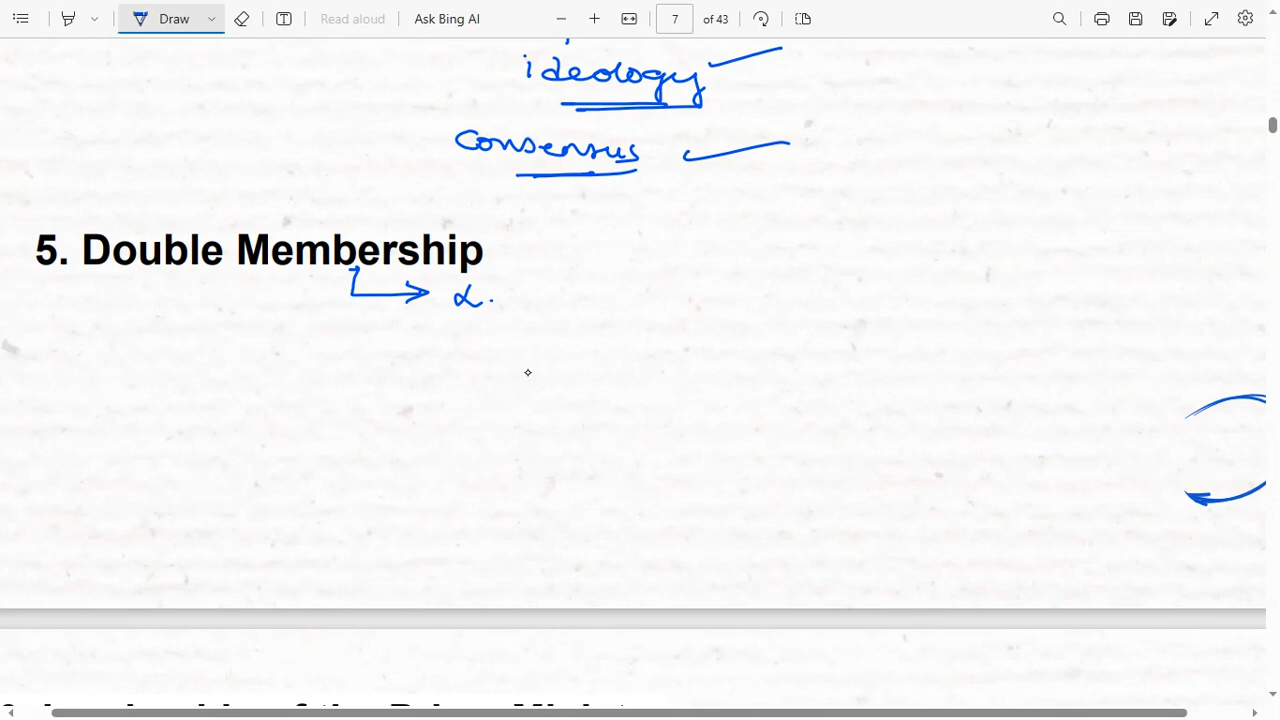 Draw
Read aloud
Ask Bing AI
7
of 43
ideology
Consensus
5. Double Membership
α.